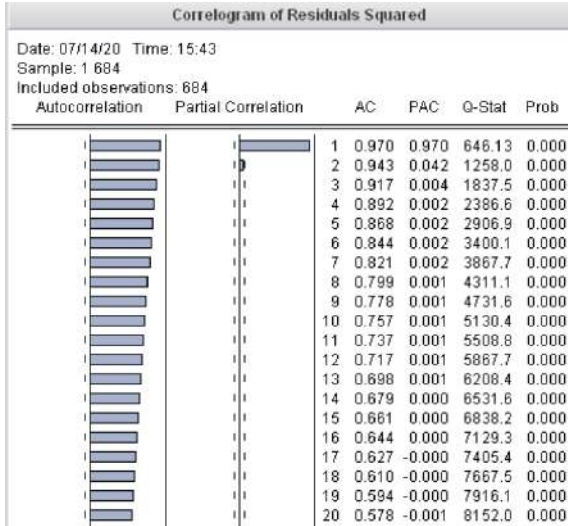 Correlogram of Residuals Squared
Date: 07/14/20 Time: 15:43
Sample: 1 684
Included observations: 684
Autocorrelation Partial Correlation AC PAC Q-Stat Prob
1 0.970 0.970 646.13 0.000
2 0.943 0.042 1258.0 0.000
3 0.917 0.004 1837.5 0.000
4 0.892 0.002 2386.6 0.000
5 0.868 0.002 2906.9 0.000
6 0.844 0.002 3400.1 0.000
7 0.821 0.002 3867.7 0.000
8 0.799 0.001 4311.1 0.000
9 0.778 0.001 4731.6 0.000
10 0.757 0.001 5130.4 0.000
11 0.737 0.001 5508.8 0.000
12 0.717 0.001 5867.7 0.000
13 0.698 0.001 6208.4 0.000
14 0.679 0.000 6531.6 0.000
15 0.661 0.000 6838.2 0.000
16 0.644 0.000 7129.3 0.000
17 0.627 -0.000 7405.4 0.000
18 0.610 -0.000 7667.5 0.000
19 0.594 -0.000 7916.1 0.000
20 0.578 -0.001 8152.0 0.000